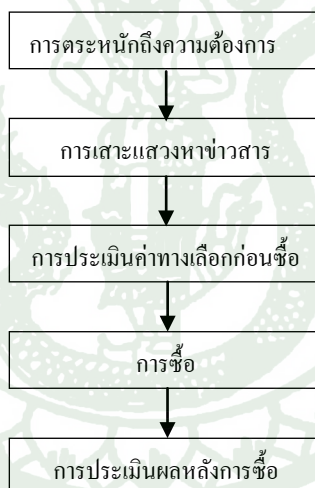 การตระหนักถึงความต้องการ
การเสาะแสวงหาข่าวสาร
การประเมินค่าทางเลือกก่อนซื้อ
การซื้อ
การประเมินผลหลังการซื้อ